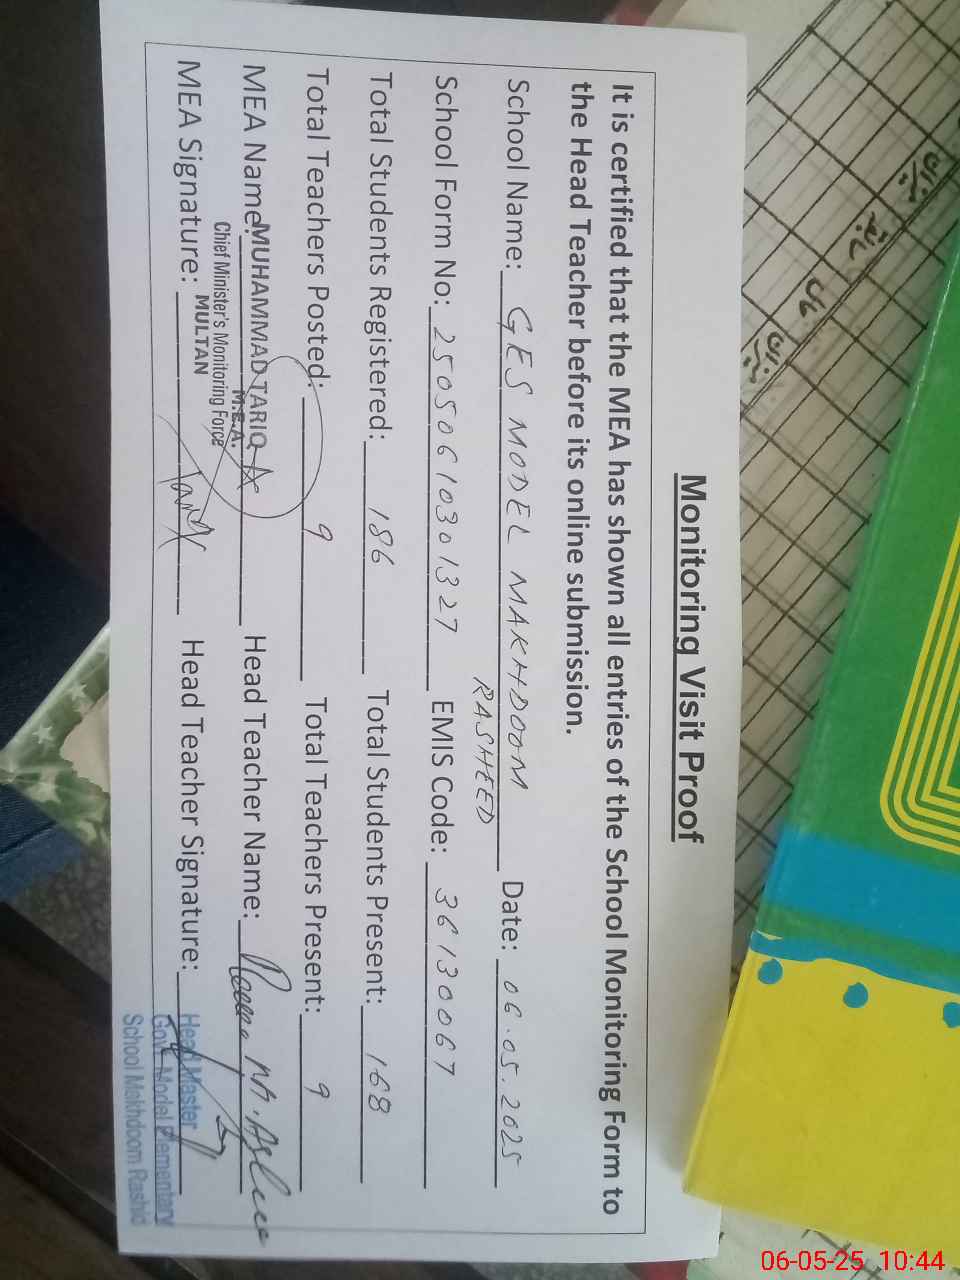 Monitoring Visit Proof
It is certified that the MEA has shown all entries of the School Monitoring Form to
the Head Teacher before its online submission.
School Name: GES MODEL MAKHDOOM Date: 06.05.2025
RASHEED
School Form No: 25050610301327 EMIS Code: 36130067
Total Students Registered: 186 Total Students Present: 168
Total Teachers Posted: 9 Total Teachers Present: 9
MEA Name: MUHAMMAD TARIQ Head Teacher Name: M. Aslam
M.E.A.
Chief Minister's Monitoring Force
MULTAN
MEA Signature: Tariq Head Teacher Signature:
Head Master
Govt. Model Elementary
School Makhdoom Rashid
06-05-25 10:44